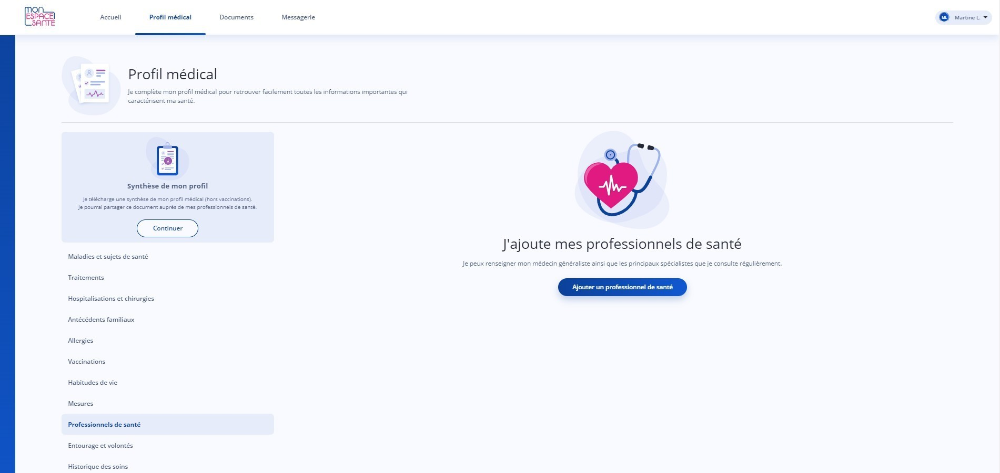 MON
ESPACE
SANTÉ
Accueil
Profil médical
Documents
Messagerie
ML
Martine L.
Profil médical
Je complète mon profil médical pour retrouver facilement toutes les informations importantes qui
caractérisent ma santé.
Synthèse de mon profil
Je télécharge une synthèse de mon profil médical (hors vaccinations).
Je pourrai partager ce document auprès de mes professionnels de santé.
Continuer
Maladies et sujets de santé
Traitements
Hospitalisations et chirurgies
Antécédents familiaux
Allergies
Vaccinations
Habitudes de vie
Mesures
Professionnels de santé
Entourage et volontés
Historique des soins
J'ajoute mes professionnels de santé
Je peux renseigner mon médecin généraliste ainsi que les principaux spécialistes que je consulte régulièrement.
Ajouter un professionnel de santé